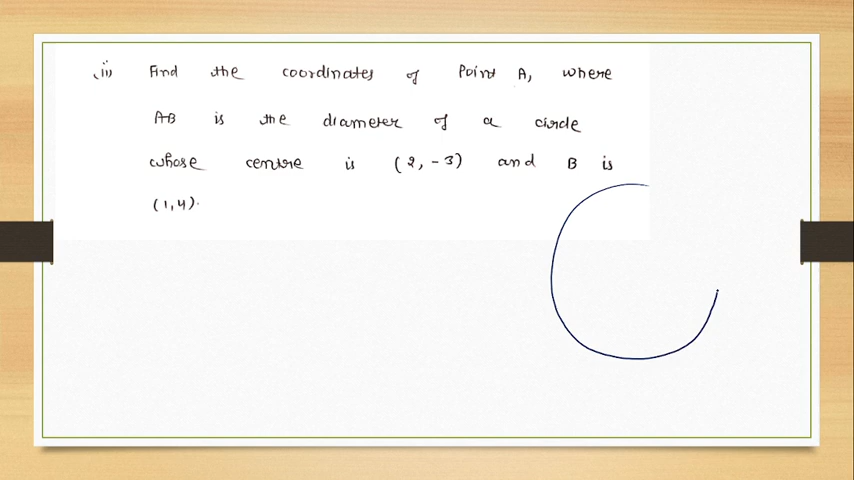 (ii) Find the coordinates of Point A, where
AB is the diameter of a circle
whose centre is (2, -3) and B is
(1,4).